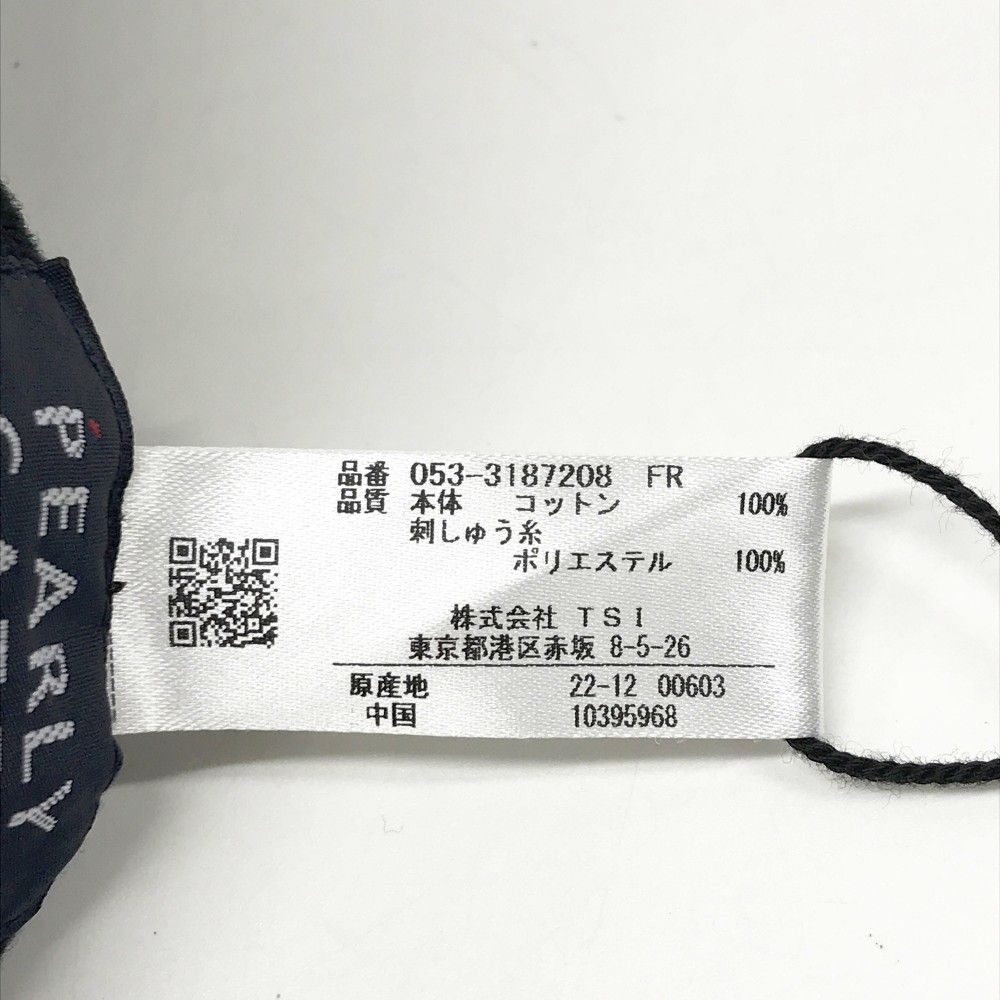 PEARLY
品番 053-3187208 FR
品質 本体 コットン 100%
刺しゅう糸
ポリエステル 100%
株式会社 TSI
東京都港区赤坂 8-5-26
原産地 22-12 00603
中国 10395968